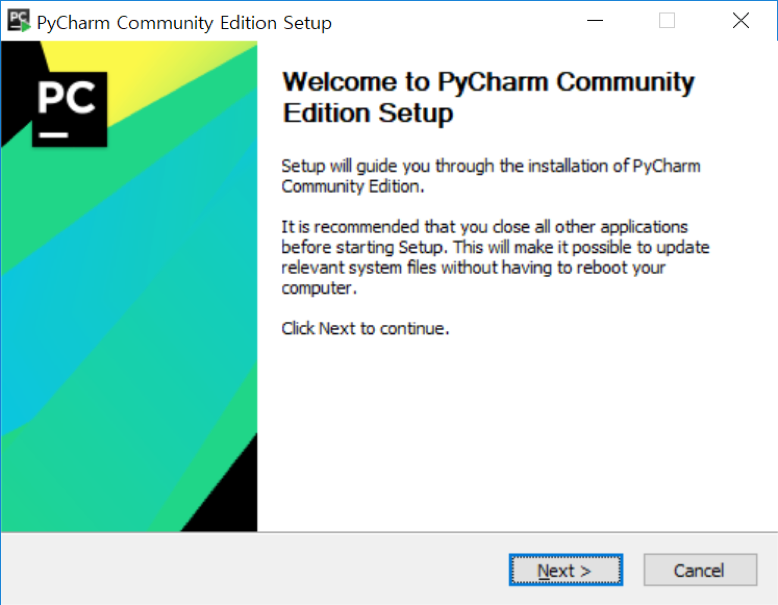 PC
PyCharm Community Edition Setup
PC
Welcome to PyCharm Community
Edition Setup
Setup will guide you through the installation of PyCharm
Community Edition.
It is recommended that you close all other applications
before starting Setup. This will make it possible to update
relevant system files without having to reboot your
computer.
Click Next to continue.
Next >
Cancel